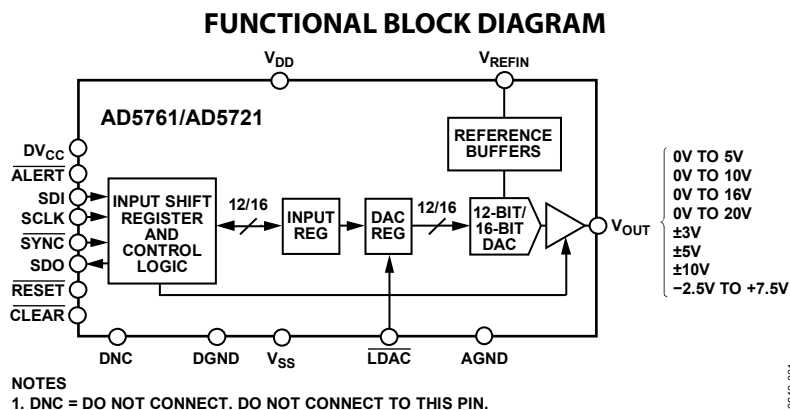 FUNCTIONAL BLOCK DIAGRAM
VDD
VREFIN
AD5761/AD5721
REFERENCE
BUFFERS
DVCC
ALERT
SDI
SCLK
SYNC
SDO
RESET
CLEAR
INPUT SHIFT
REGISTER
AND
CONTROL
LOGIC
12/16
INPUT
REG
DAC
REG
12/16
12-BIT/
16-BIT
DAC
VOUT
0V TO 5V
0V TO 10V
0V TO 16V
0V TO 20V
±3V
±5V
±10V
−2.5V TO +7.5V
DNC
DGND
VSS
LDAC
AGND
NOTES
1. DNC = DO NOT CONNECT. DO NOT CONNECT TO THIS PIN.